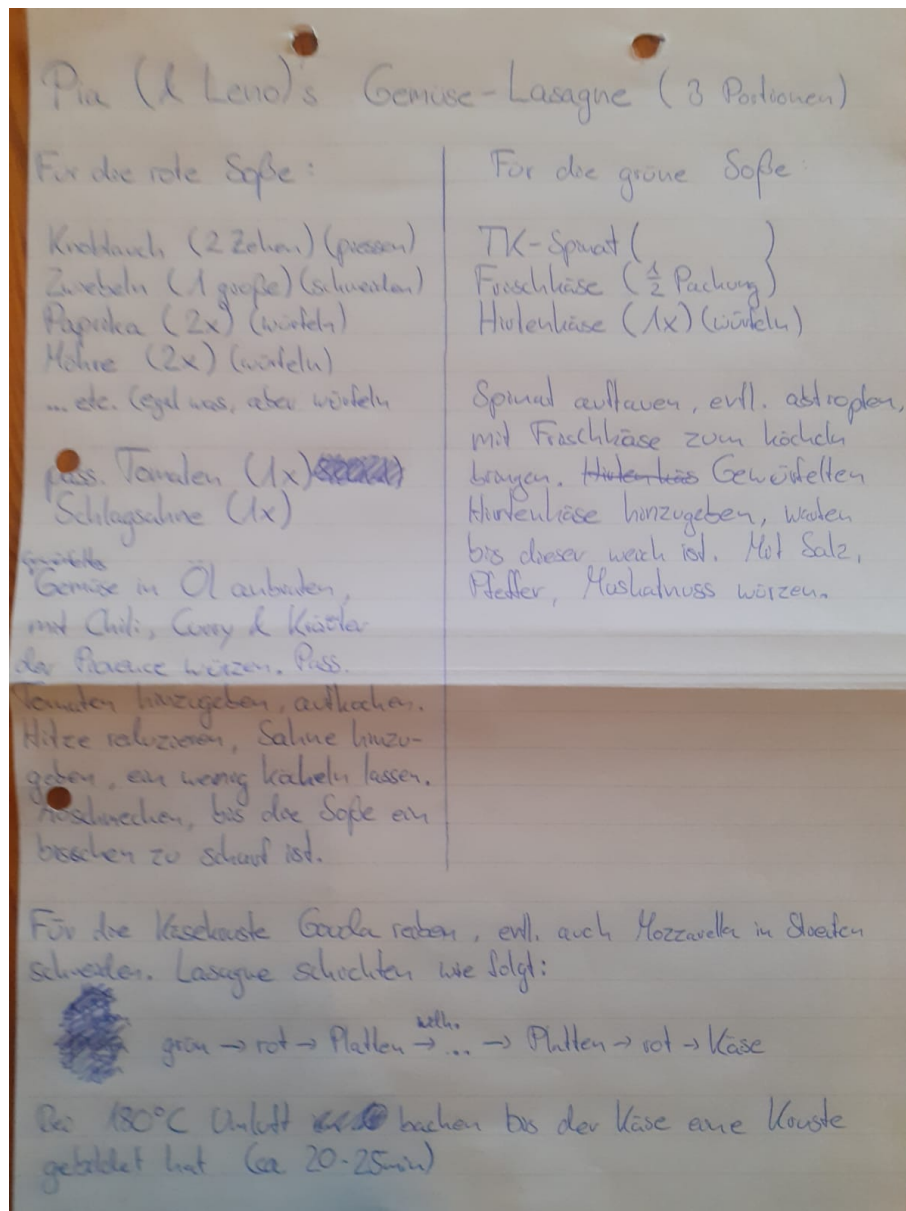 Pia (& Leno)'s Gemüse-Lasagne (3 Portionen)
Für die rote Soße:
Knoblauch (2 Zehen) (pressen)
Zwiebeln (1 große) (schneiden)
Paprika (2x) (würfeln)
Möhre (2x) (würfeln)
... etc. (egal was, aber würfeln
pass. Tomaten (1x)
Schlagsahne (1x)
gewürfeltes
Gemüse in Öl anbraten,
mit Chili, Curry & Kräuter
der Provence würzen. Pass.
Tomaten hinzugeben, aufkochen.
Hitze reduzieren, Sahne hinzu-
geben, ein wenig köcheln lassen.
Abschmecken, bis die Soße ein
bisschen zu scharf ist.
Für die grüne Soße:
TK-Spinat ( )
Frischkäse (1/2 Packung)
Hirtenkäse (1x) (würfeln)
Spinat auftauen, evtl. abtropfen,
mit Frischkäse zum köcheln
bringen. Gewürfelten
Hirtenkäse hinzugeben, warten
bis dieser weich ist. Mit Salz,
Pfeffer, Muskatnuss würzen.
Für die Käsekruste Gouda reiben, evtl. auch Mozzarella in Streifen
schneiden. Lasagne schichten wie folgt:
grün → rot → Platten → wdh. ... → Platten → rot → Käse
Bei 180°C Umluft backen bis der Käse eine Kruste
gebildet hat (ca 20-25min)